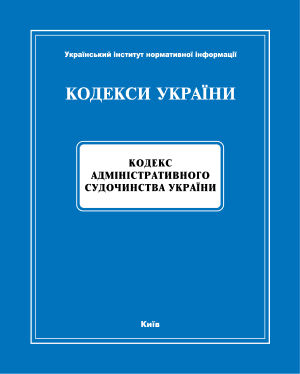 Український інститут нормативної інформації
КОДЕКСИ УКРАЇНИ
КОДЕКС
АДМІНІСТРАТИВНОГО
СУДОЧИНСТВА УКРАЇНИ
Київ